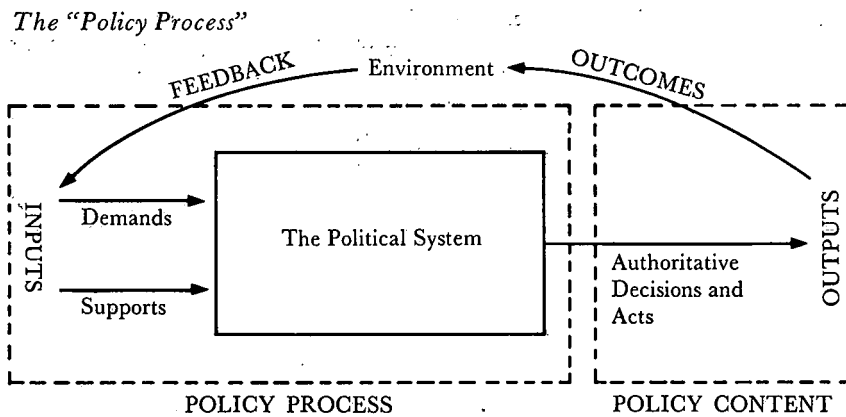 The "Policy Process"
FEEDBACK
Environment
OUTCOMES
INPUTS
Demands
Supports
The Political System
Authoritative
Decisions and
Acts
OUTPUTS
POLICY PROCESS
POLICY CONTENT